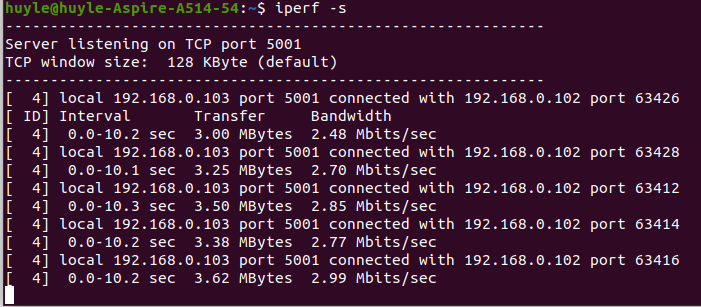 huyle@huyle-Aspire-A514-54:~$ iperf -s
------------------------------------------------------------
Server listening on TCP port 5001
TCP window size:  128 KByte (default)
------------------------------------------------------------
[  4] local 192.168.0.103 port 5001 connected with 192.168.0.102 port 63426
[ ID] Interval       Transfer     Bandwidth
[  4]  0.0-10.2 sec  3.00 MBytes  2.48 Mbits/sec
[  4] local 192.168.0.103 port 5001 connected with 192.168.0.102 port 63428
[  4]  0.0-10.1 sec  3.25 MBytes  2.70 Mbits/sec
[  4] local 192.168.0.103 port 5001 connected with 192.168.0.102 port 63412
[  4]  0.0-10.3 sec  3.50 MBytes  2.85 Mbits/sec
[  4] local 192.168.0.103 port 5001 connected with 192.168.0.102 port 63414
[  4]  0.0-10.2 sec  3.38 MBytes  2.77 Mbits/sec
[  4] local 192.168.0.103 port 5001 connected with 192.168.0.102 port 63416
[  4]  0.0-10.2 sec  3.62 MBytes  2.99 Mbits/sec